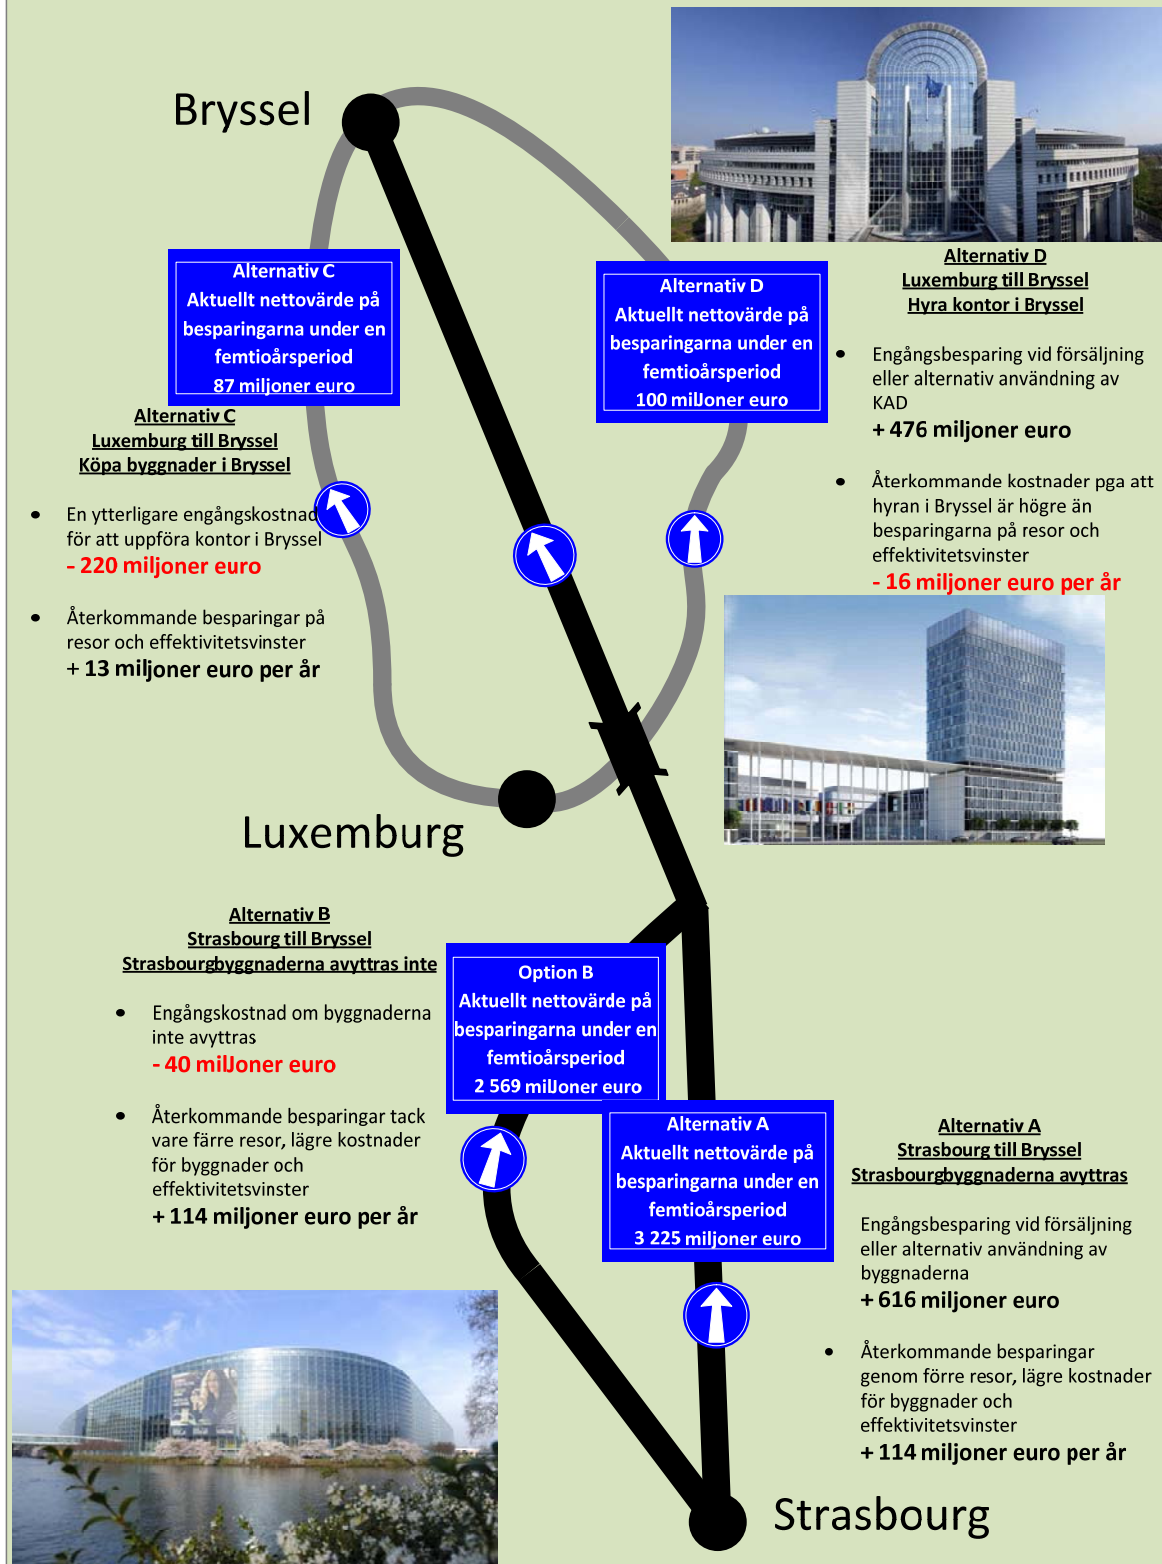 Bryssel
Alternativ C
Aktuellt nettovärde på
besparingarna under en
femtioårsperiod
87 miljoner euro
Alternativ D
Aktuellt nettovärde på
besparingarna under en
femtioårsperiod
100 miljoner euro
Alternativ D
Luxemburg till Bryssel
Hyra kontor i Bryssel
• Engångsbesparing vid försäljning
eller alternativ användning av
KAD
+ 476 miljoner euro
• Återkommande kostnader pga att
hyran i Bryssel är högre än
besparingarna på resor och
effektivitetsvinster
- 16 miljoner euro per år
Alternativ C
Luxemburg till Bryssel
Köpa byggnader i Bryssel
• En ytterligare engångskostnad
för att uppföra kontor i Bryssel
- 220 miljoner euro
• Återkommande besparingar på
resor och effektivitetsvinster
+ 13 miljoner euro per år
Luxemburg
Alternativ B
Strasbourg till Bryssel
Strasbourgbyggnaderna avyttras inte
• Engångskostnad om byggnaderna
inte avyttras
- 40 miljoner euro
• Återkommande besparingar tack
vare färre resor, lägre kostnader
för byggnader och
effektivitetsvinster
+ 114 miljoner euro per år
Option B
Aktuellt nettovärde på
besparingarna under en
femtioårsperiod
2 569 miljoner euro
Alternativ A
Aktuellt nettovärde på
besparingarna under en
femtioårsperiod
3 225 miljoner euro
Alternativ A
Strasbourg till Bryssel
Strasbourgbyggnaderna avyttras
Engångsbesparing vid försäljning
eller alternativ användning av
byggnaderna
+ 616 miljoner euro
• Återkommande besparingar
genom förre resor, lägre kostnader
för byggnader och
effektivitetsvinster
+ 114 miljoner euro per år
Strasbourg